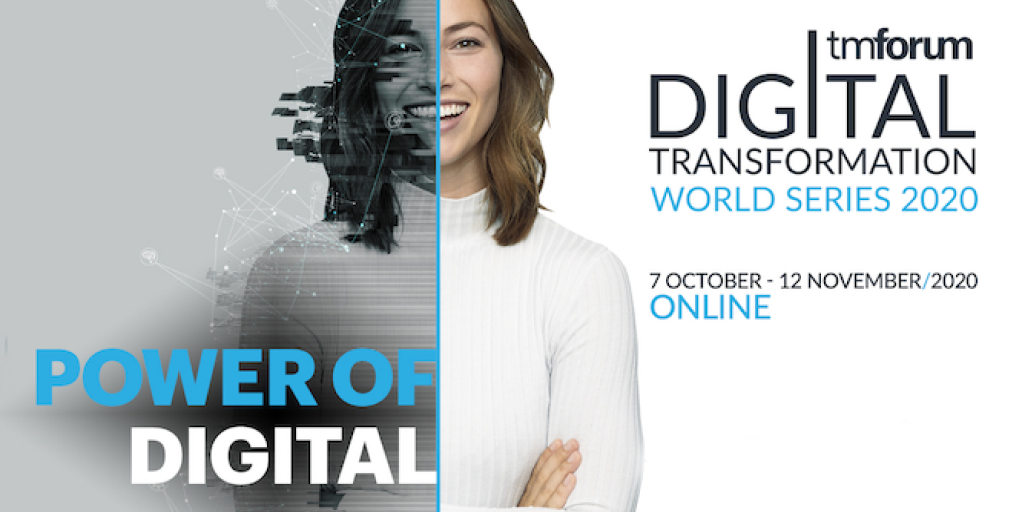 POWER OF
DIGITAL
tmforum
DIGITAL
TRANSFORMATION
WORLD SERIES 2020
7 OCTOBER - 12 NOVEMBER/2020
ONLINE